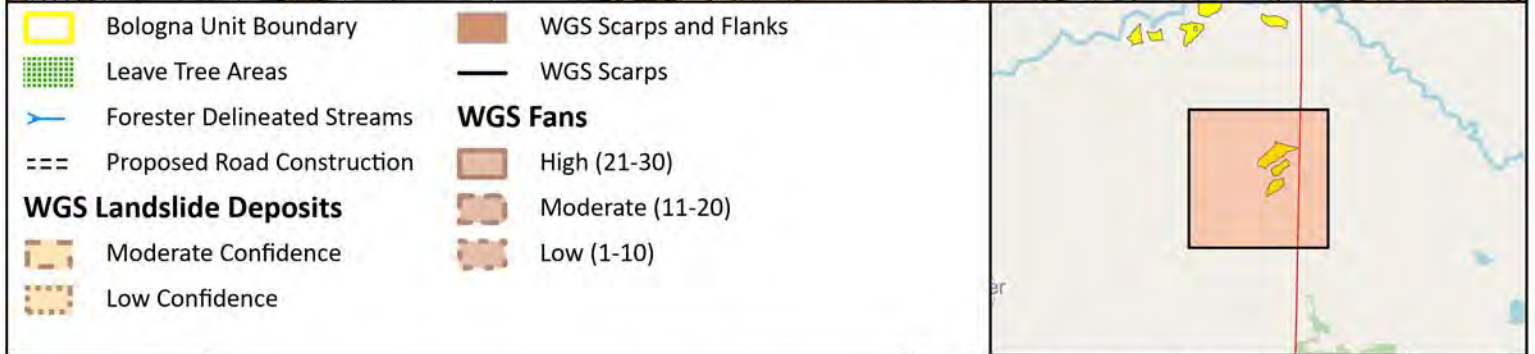 Bologna Unit Boundary
Leave Tree Areas
Forester Delineated Streams
Proposed Road Construction
WGS Landslide Deposits
Moderate Confidence
Low Confidence
WGS Scarps and Flanks
WGS Scarps
WGS Fans
High (21-30)
Moderate (11-20)
Low (1-10)
er